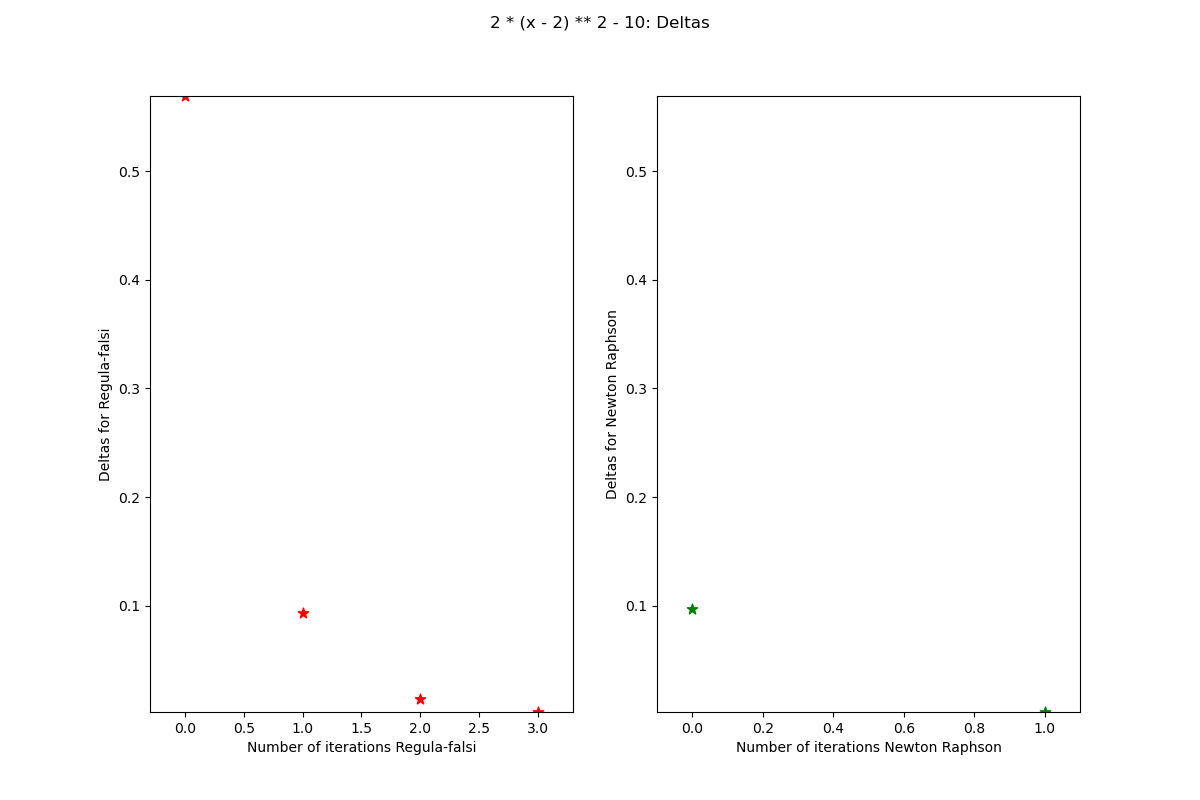 2 * (x - 2) ** 2 - 10: Deltas
Deltas for Regula-falsi
0.5
0.4
0.3
0.2
0.1
0.0 0.5 1.0 1.5 2.0 2.5 3.0
Number of iterations Regula-falsi
Deltas for Newton Raphson
0.5
0.4
0.3
0.2
0.1
0.0 0.2 0.4 0.6 0.8 1.0
Number of iterations Newton Raphson